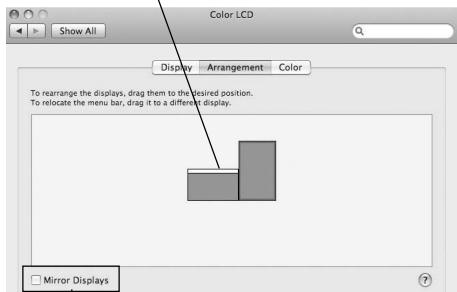 Color LCD
Show All
Display Arrangement Color
To rearrange the displays, drag them to the desired position.
To relocate the menu bar, drag it to a different display.
Mirror Displays
?